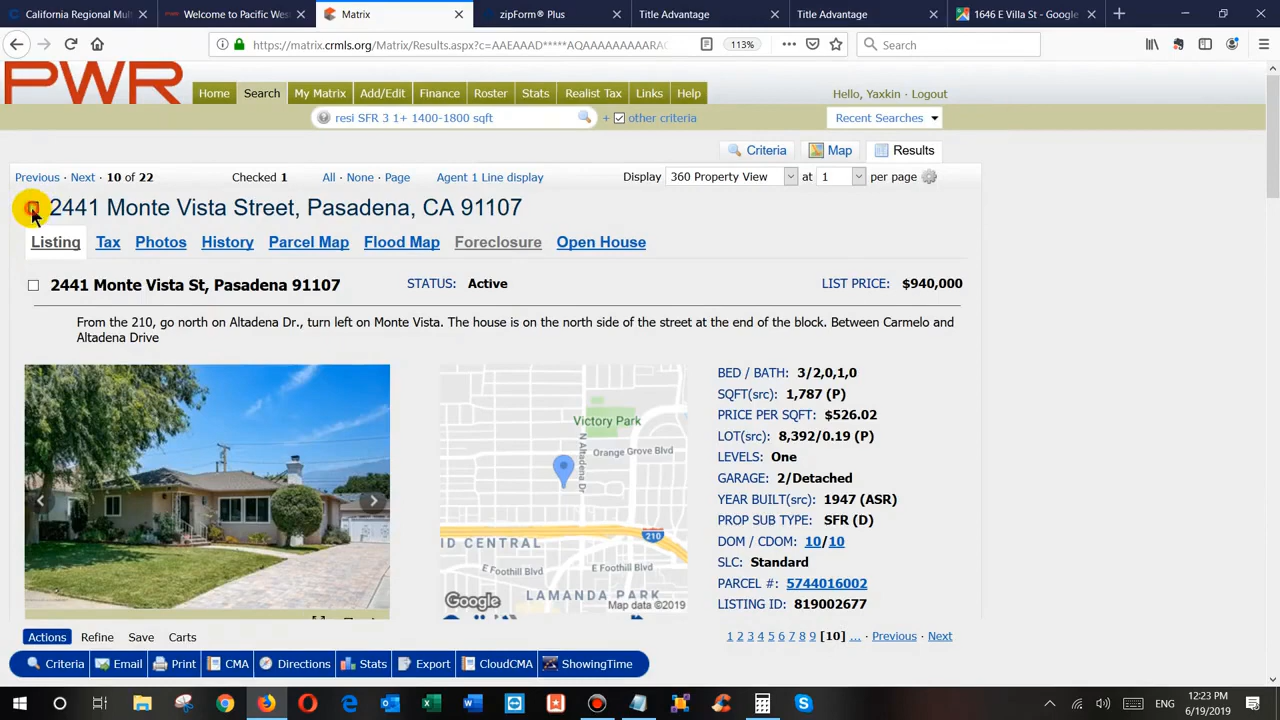 California Regional Mult
Welcome to Pacific Wes
Matrix
zipForm® Plus
Title Advantage
Title Advantage
1646 E Villa St - Google
https://matrix.crmls.org/Matrix/Results.aspx?c=AAEAAAD*****AQAAAAAAAAARAC
113%
Search
PWR
Home
Search
My Matrix
Add/Edit
Finance
Roster
Stats
Realist Tax
Links
Help
Hello, Yaxkin - Logout
resi SFR 3 1+ 1400-1800 sqft
+ other criteria
Recent Searches
Criteria
Map
Results
Previous · Next · 10 of 22
Checked 1
All · None · Page
Agent 1 Line display
Display 360 Property View at 1 per page
2441 Monte Vista Street, Pasadena, CA 91107
Listing Tax Photos History Parcel Map Flood Map Foreclosure Open House
2441 Monte Vista St, Pasadena 91107
STATUS: Active
LIST PRICE: $940,000
From the 210, go north on Altadena Dr., turn left on Monte Vista. The house is on the north side of the street at the end of the block. Between Carmelo and
Altadena Drive
BED / BATH: 3/2,0,1,0
SQFT(src): 1,787 (P)
PRICE PER SQFT: $526.02
LOT(src): 8,392/0.19 (P)
LEVELS: One
GARAGE: 2/Detached
YEAR BUILT(src): 1947 (ASR)
PROP SUB TYPE: SFR (D)
DOM / CDOM: 10/10
SLC: Standard
PARCEL #: 5744016002
LISTING ID: 819002677
Victory Park
Orange Grove Blvd
N Altadena Dr
210
ID CENTRAL
E Foothill Blvd
E Foothill Blvd
LAMANDA PARK
Google
Map data ©2019
Actions Refine Save Carts
1 2 3 4 5 6 7 8 9 [10] ... Previous · Next
Criteria
Email
Print
CMA
Directions
Stats
Export
CloudCMA
ShowingTime
ENG
12:23 PM
6/19/2019